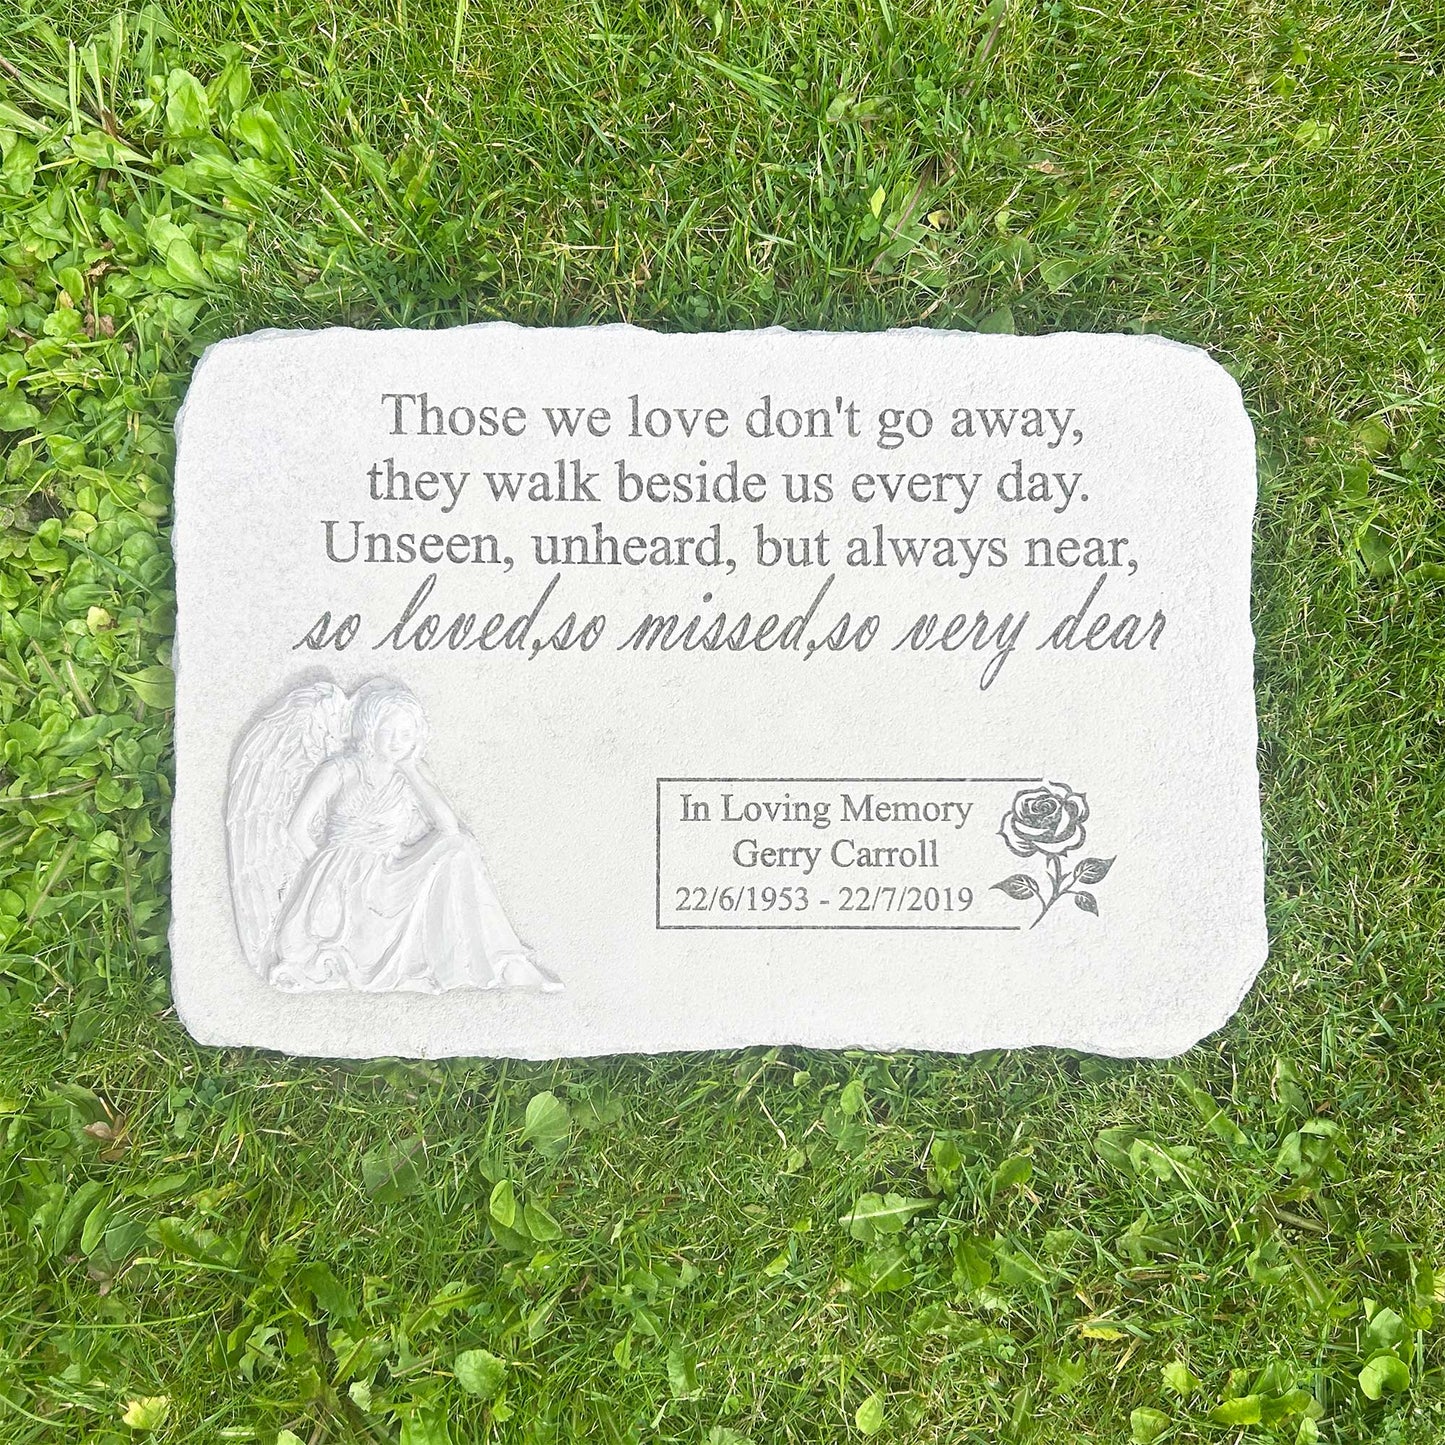 Those we love don't go away,
they walk beside us every day.
Unseen, unheard, but always near,
so loved,so missed,so very dear
In Loving Memory
Gerry Carroll
22/6/1953 - 22/7/2019